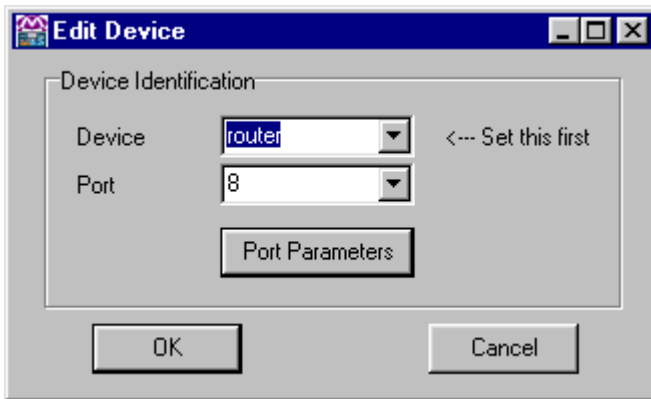 Edit Device
Device Identification
Device router <--- Set this first
Port 8
Port Parameters
OK Cancel